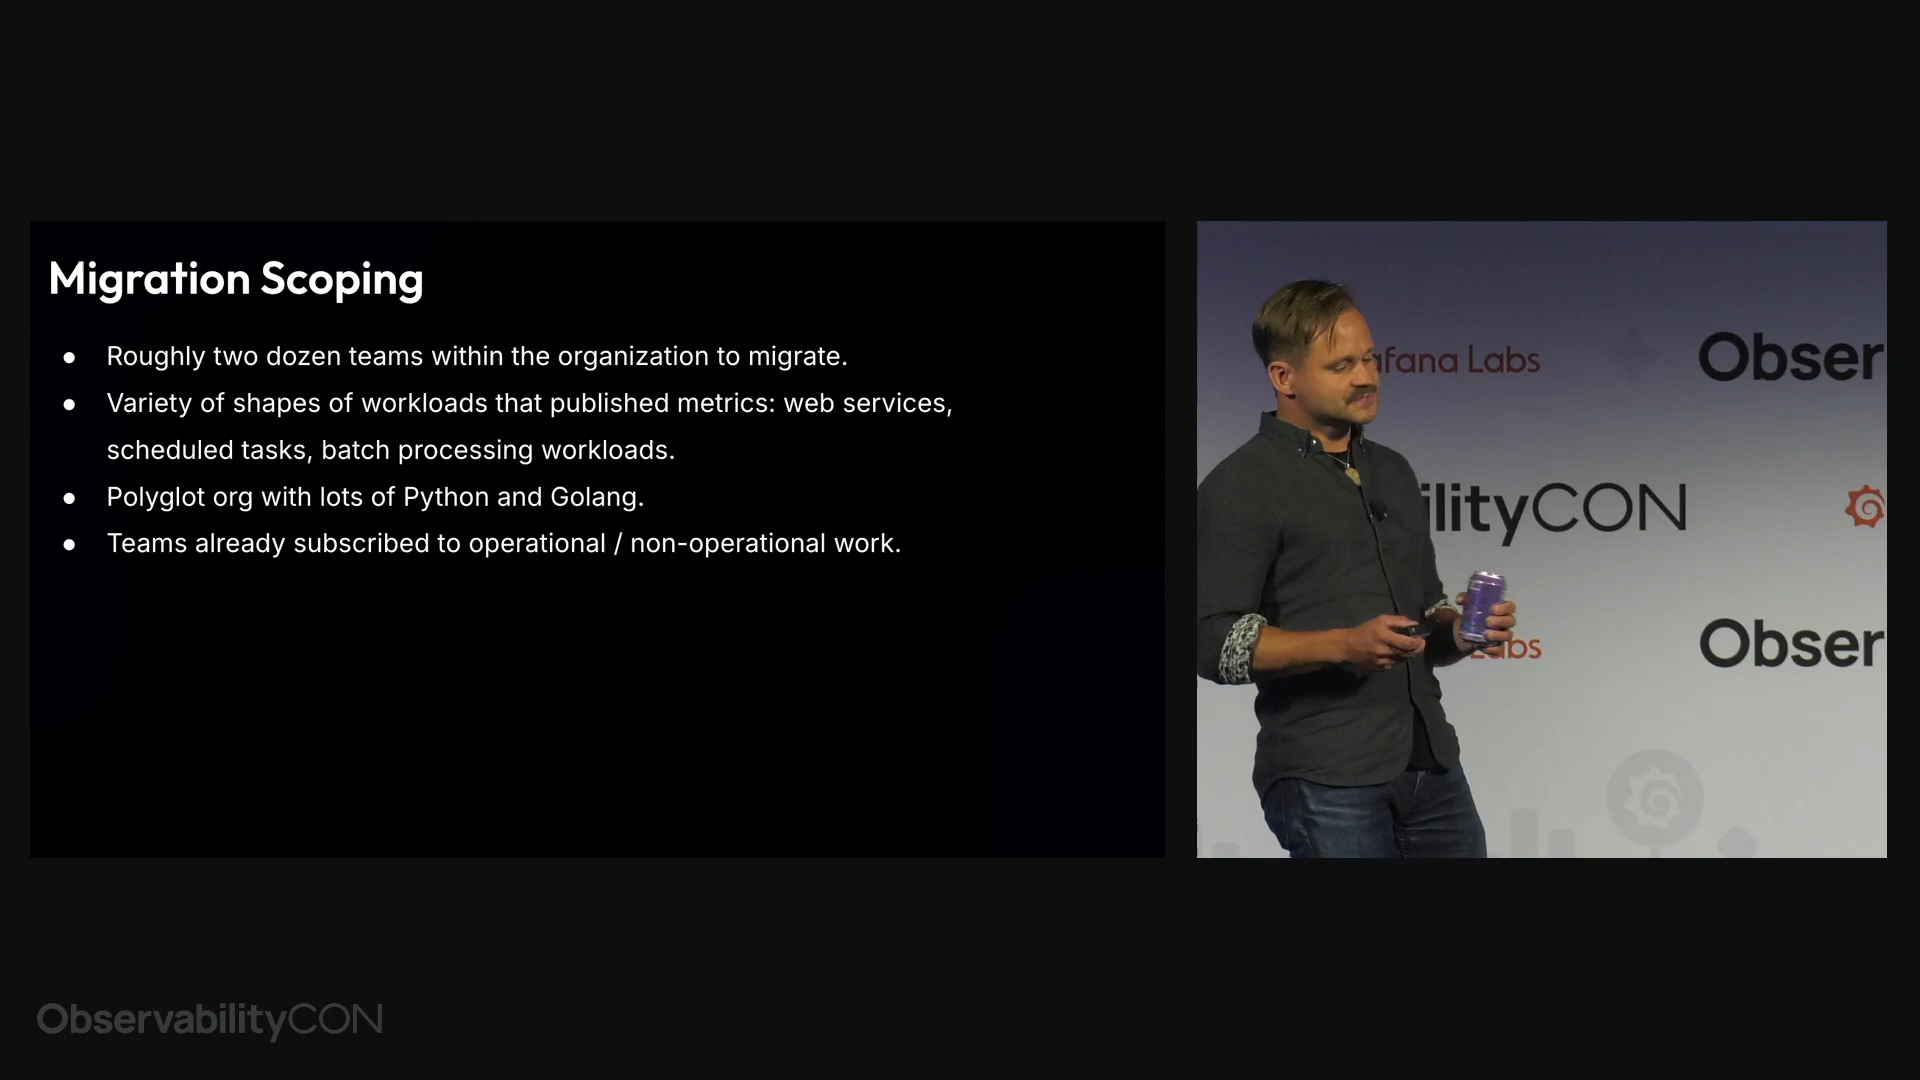 Migration Scoping
● Roughly two dozen teams within the organization to migrate.
● Variety of shapes of workloads that published metrics: web services,
scheduled tasks, batch processing workloads.
● Polyglot org with lots of Python and Golang.
● Teams already subscribed to operational / non-operational work.
afana Labs
Obser
ilityCON
Labs
Obser
ObservabilityCON